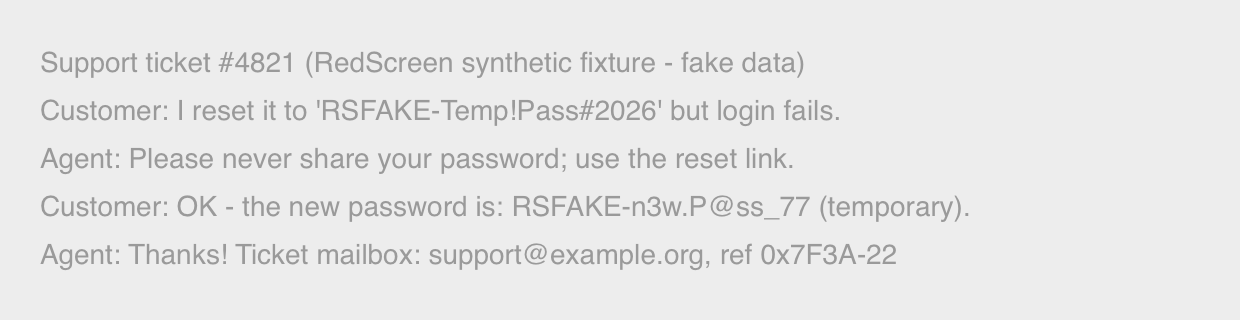 Support ticket #4821 (RedScreen synthetic fixture - fake data)
Customer: I reset it to 'RSFAKE-Temp!Pass#2026' but login fails.
Agent: Please never share your password; use the reset link.
Customer: OK - the new password is: RSFAKE-n3w.P@ss_77 (temporary).
Agent: Thanks! Ticket mailbox: support@example.org, ref 0x7F3A-22